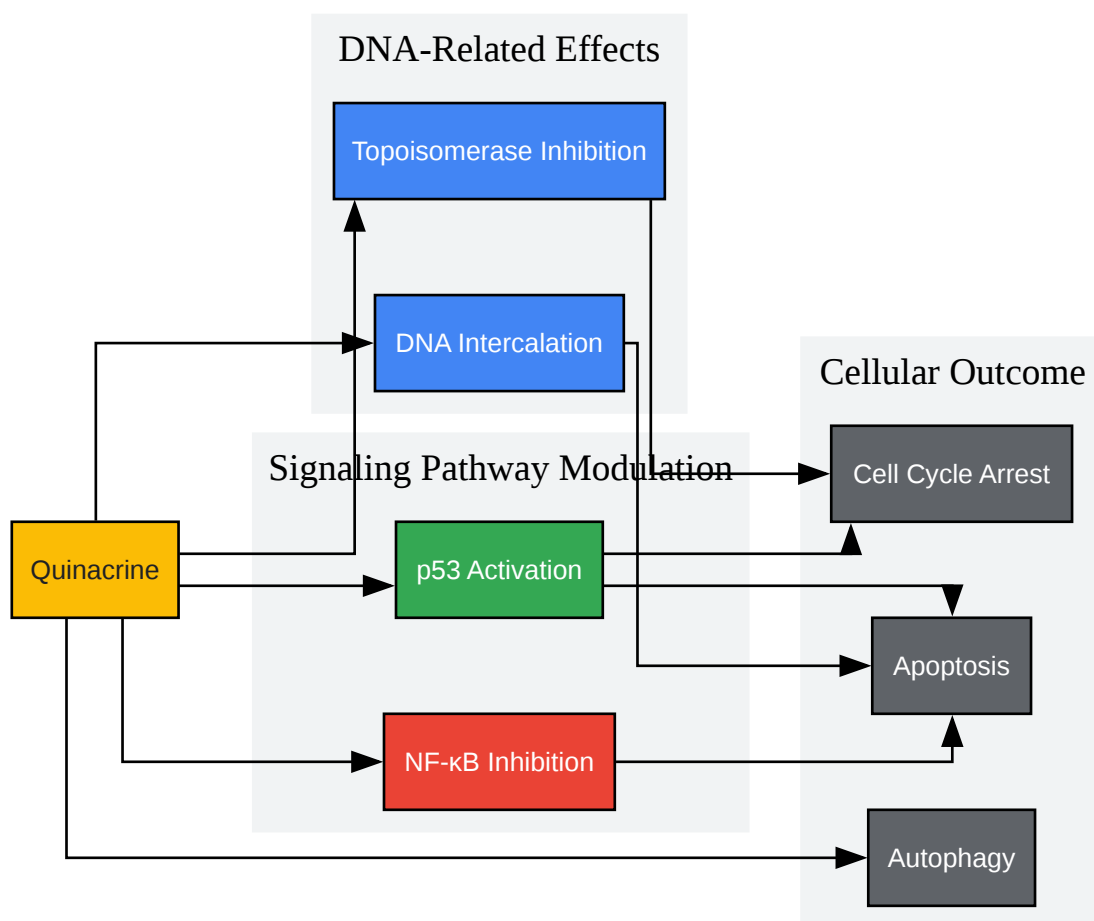 DNA-Related Effects
Topoisomerase Inhibition
DNA Intercalation
Cellular Outcome
Signaling Pathway Modulation
Cell Cycle Arrest
Quinacrine
p53 Activation
Apoptosis
NF-κB Inhibition
Autophagy